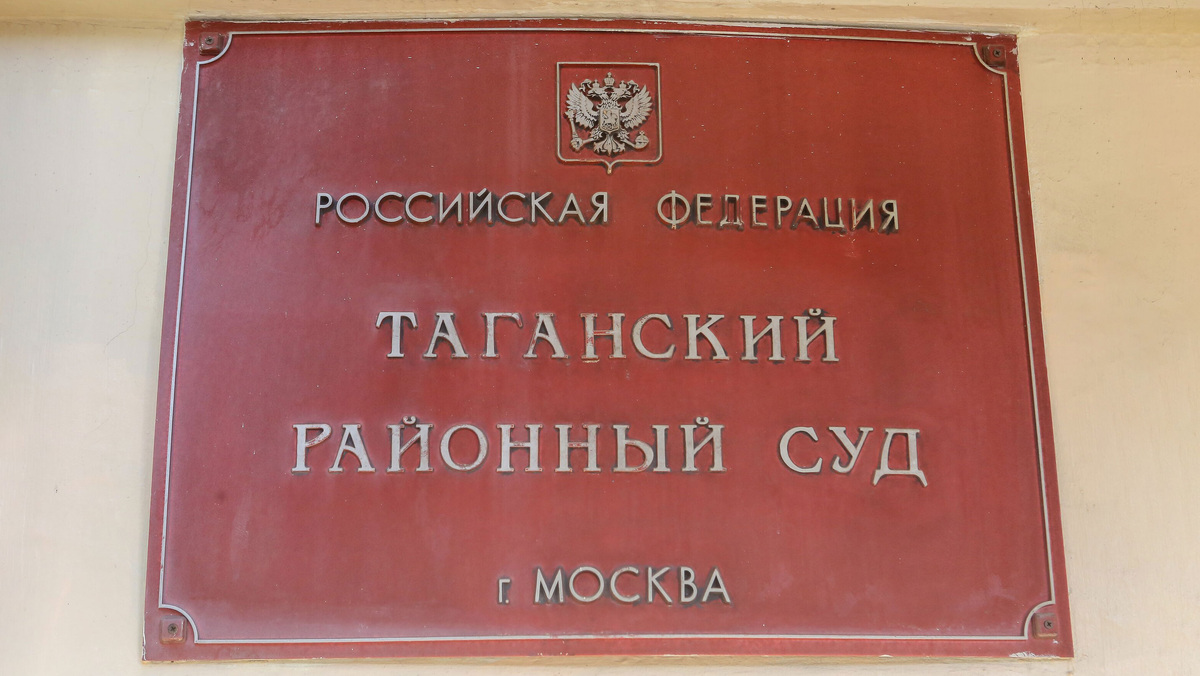 РОССИЙСКАЯ ФЕДЕРАЦИЯ
ТАГАНСКИЙ
РАЙОННЫЙ СУД
г. МОСКВА